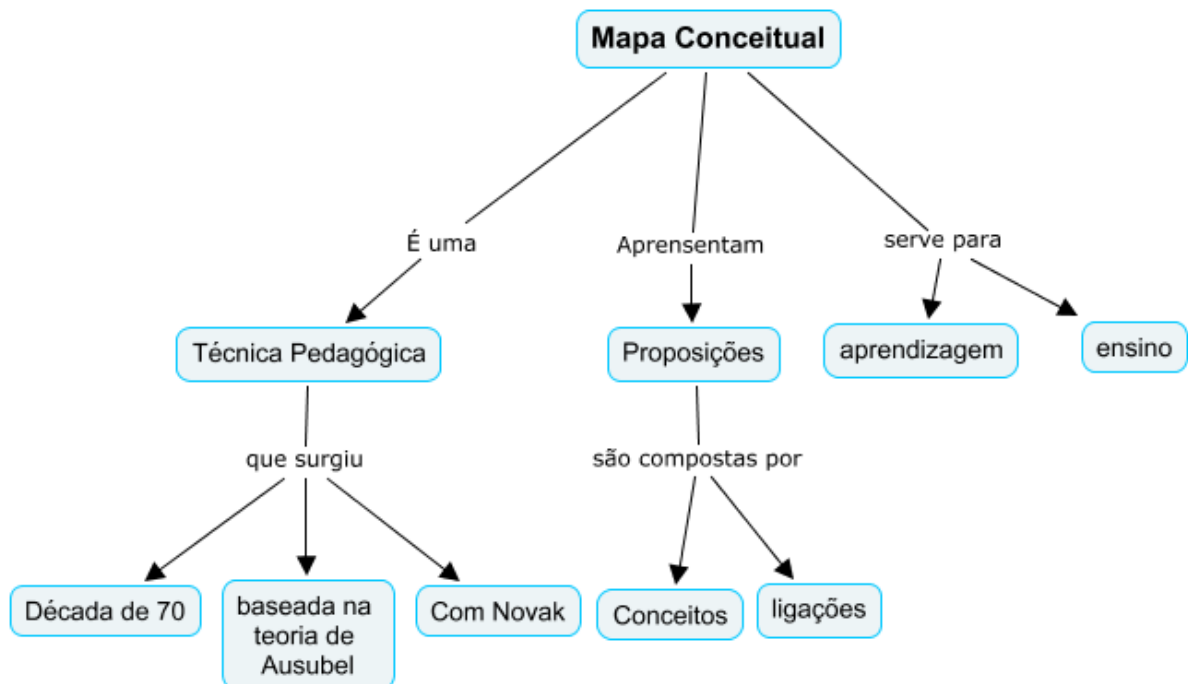 Mapa Conceitual
É uma
Aprensentam
serve para
Técnica Pedagógica
Proposições
aprendizagem
ensino
que surgiu
são compostas por
Década de 70
baseada na
teoria de
Ausubel
Com Novak
Conceitos
ligações